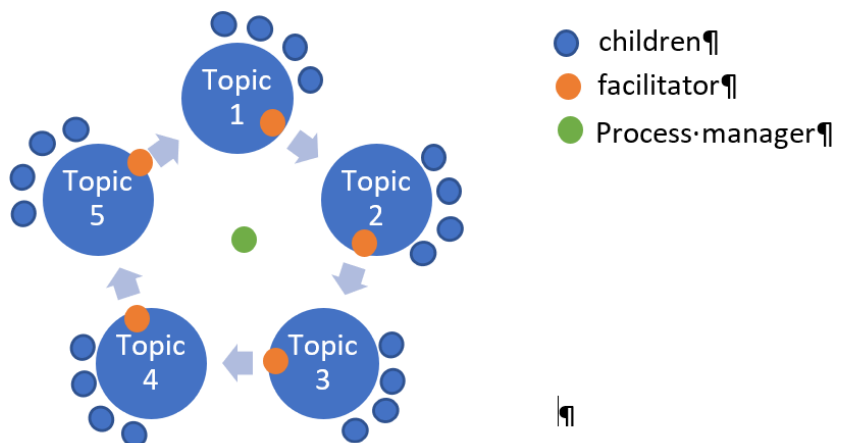 Topic
1
Topic
2
Topic
3
Topic
4
Topic
5
children¶
facilitator¶
Process·manager¶
¶